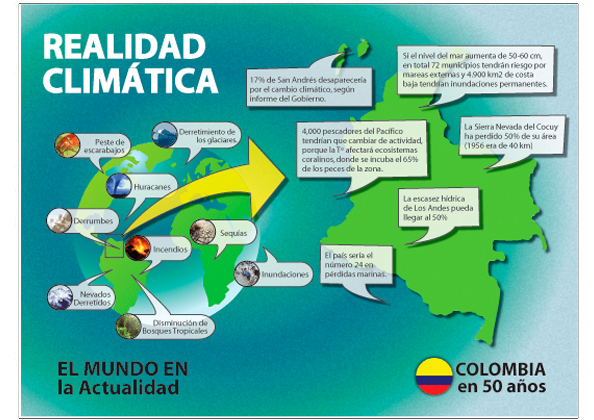 REALIDAD
CLIMÁTICA
17% de San Andrés desaparecería
por el cambio climático, según
informe del Gobierno.
Si el nivel del mar aumenta de 50-60 cm,
en total 72 municipios tendrán riesgo por
mareas externas y 4.900 km2 de costa
baja tendrían inundaciones permanentes.
4,000 pescadores del Pacífico
tendrían que cambiar de actividad,
porque la Tº afectará ecosistemas
coralinos, donde se incuba el 65%
de los peces de la zona.
La Sierra Nevada del Cocuy
ha perdido 50% de su área
(1956 era de 40 km)
La escasez hídrica
de Los Andes pueda
llegar al 50%
El país sería el
número 24 en
pérdidas marinas.
Peste de
escarabajos
Derretimiento de
los glaciares.
Huracanes
Derrumbes
Incendios
Sequías
Inundaciones
Nevados
Derretidos
Disminución de
Bosques Tropicales
EL MUNDO EN
la Actualidad
COLOMBIA
en 50 años